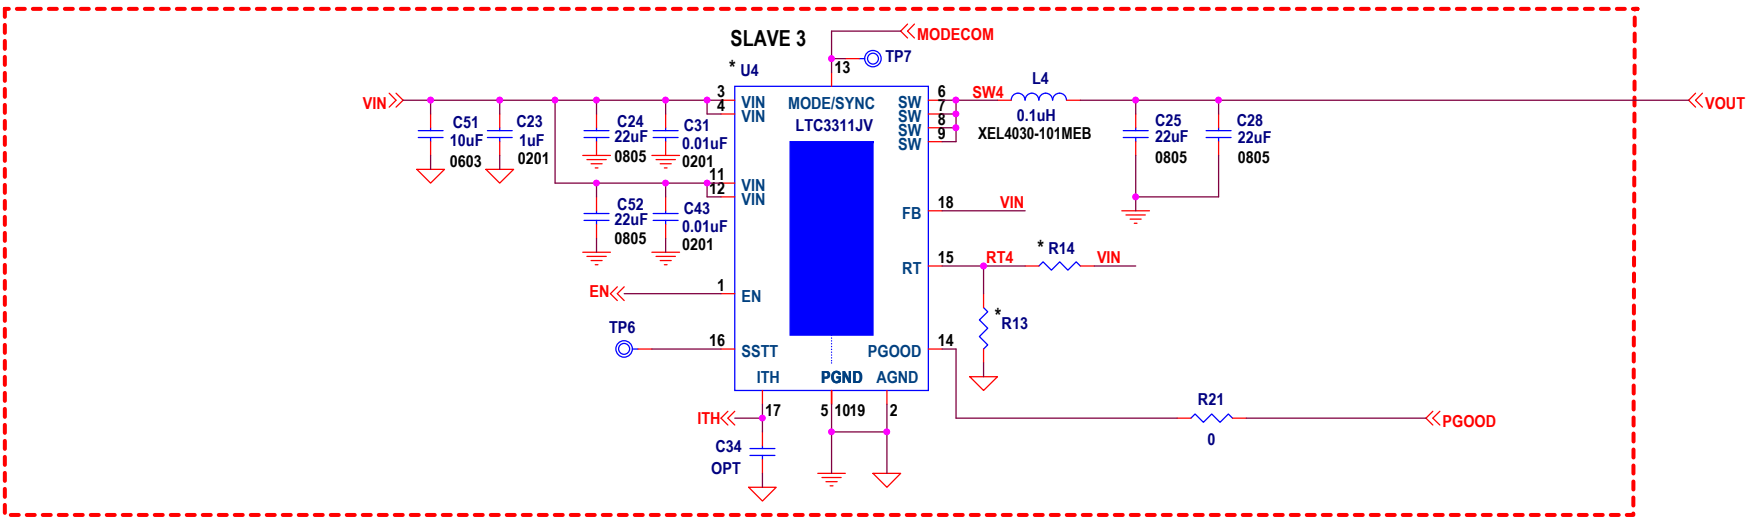 SLAVE 3
MODECOM
TP7
13
* U4
VIN
3
4
VIN
VIN
MODE/SYNC
LTC3311JV
SW
SW
SW
SW
6
7
8
9
SW4
L4
0.1uH
XEL4030-101MEB
VOUT
C51
10uF
0603
C23
1uF
0201
C24
22uF
0805
C31
0.01uF
0201
C25
22uF
0805
C28
22uF
0805
11
12
VIN
VIN
C52
22uF
0805
C43
0.01uF
0201
FB
18
VIN
RT
15
RT4
* R14
VIN
EN
1
EN
* R13
TP6
16
SSTT
PGOOD
14
ITH
PGND
AGND
ITH
17
5
10
19
2
R21
0
PGOOD
C34
OPT